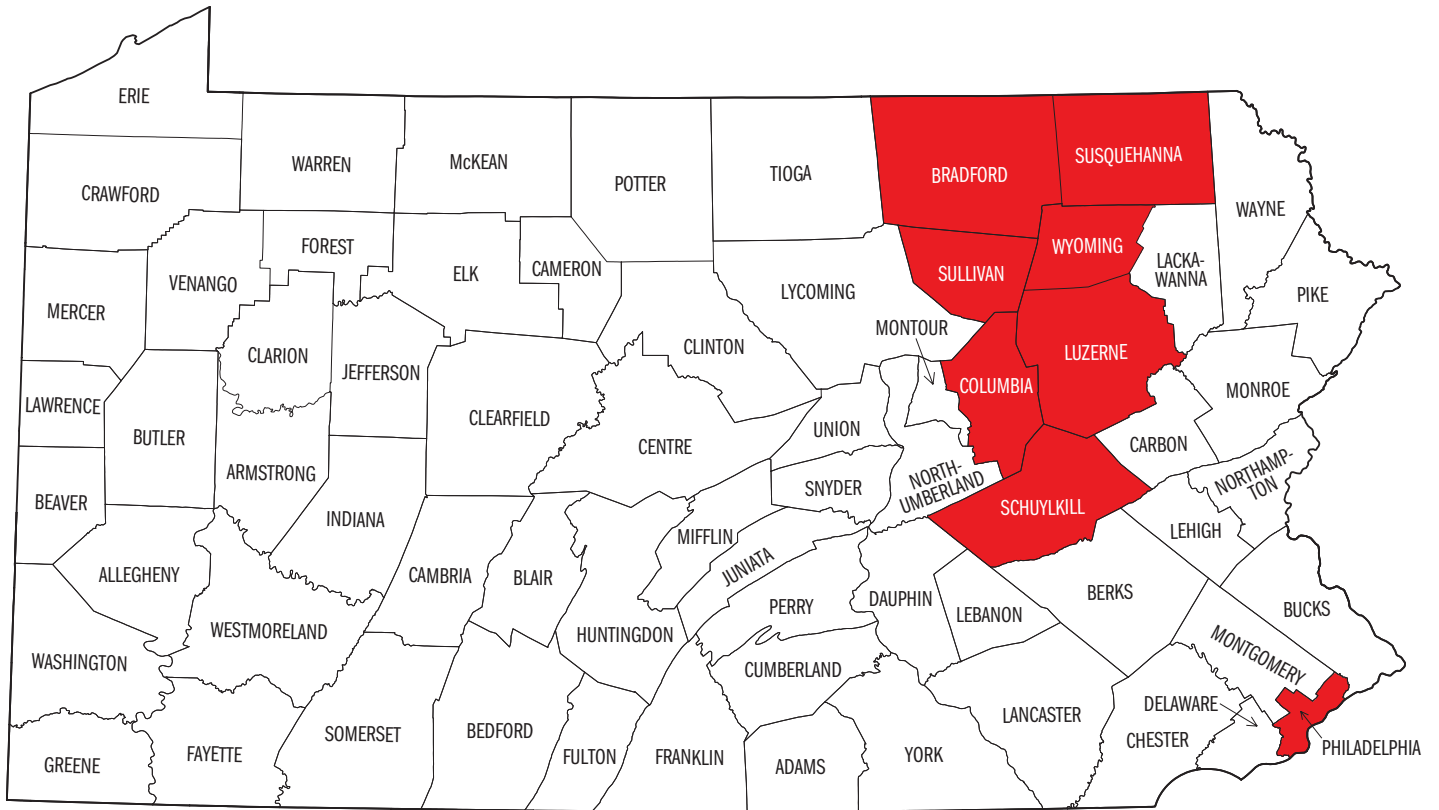 ERIE
CRAWFORD
WARREN
McKEAN
POTTER
TIOGA
BRADFORD
SUSQUEHANNA
WAYNE
FOREST
VENANGO
ELK
CAMERON
MERCER
LYCOMING
SULLIVAN
WYOMING
LACKA-
WANNA
PIKE
CLARION
JEFFERSON
CLINTON
MONTOUR
COLUMBIA
LUZERNE
MONROE
LAWRENCE
BUTLER
CLEARFIELD
CENTRE
UNION
CARBON
ARMSTRONG
BEAVER
INDIANA
SNYDER
NORTH-
UMBERLAND
SCHUYLKILL
NORTHAMP-
TON
LEHIGH
MIFFLIN
JUNIATA
ALLEGHENY
CAMBRIA
BLAIR
PERRY
DAUPHIN
LEBANON
BERKS
BUCKS
WESTMORELAND
HUNTINGDON
WASHINGTON
CUMBERLAND
MONTGOMERY
LANCASTER
DELAWARE
CHESTER
PHILADELPHIA
SOMERSET
BEDFORD
FAYETTE
GREENE
FULTON
FRANKLIN
ADAMS
YORK